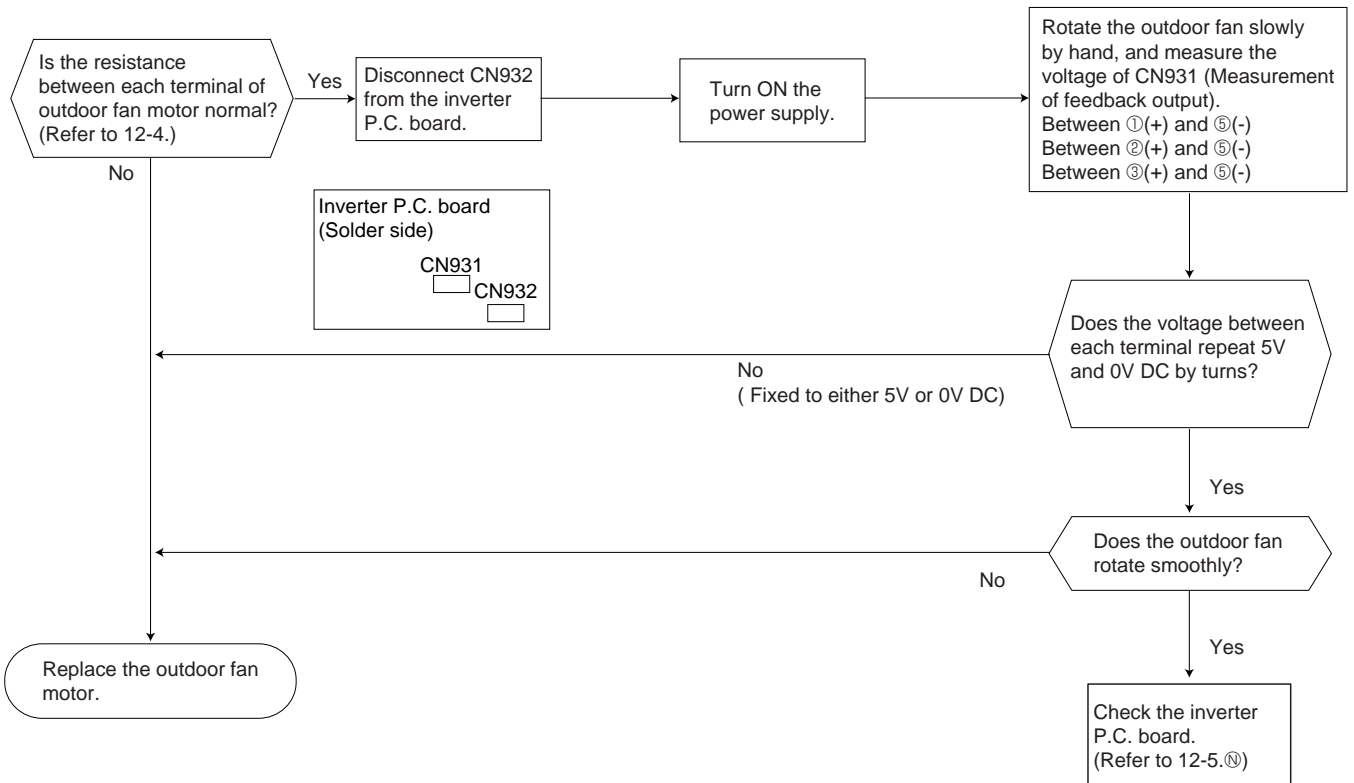 Is the resistance
between each terminal of
outdoor fan motor normal?
(Refer to 12-4.)
Yes
Disconnect CN932
from the inverter
P.C. board.
Turn ON the
power supply.
Rotate the outdoor fan slowly
by hand, and measure the
voltage of CN931 (Measurement
of feedback output).
Between ①(+) and ⑤(-)
Between ②(+) and ⑤(-)
Between ③(+) and ⑤(-)
No
Inverter P.C. board
(Solder side)
CN931
CN932
Does the voltage between
each terminal repeat 5V
and 0V DC by turns?
No
( Fixed to either 5V or 0V DC)
Yes
Does the outdoor fan
rotate smoothly?
No
Yes
Replace the outdoor fan
motor.
Check the inverter
P.C. board.
(Refer to 12-5.Ⓝ)